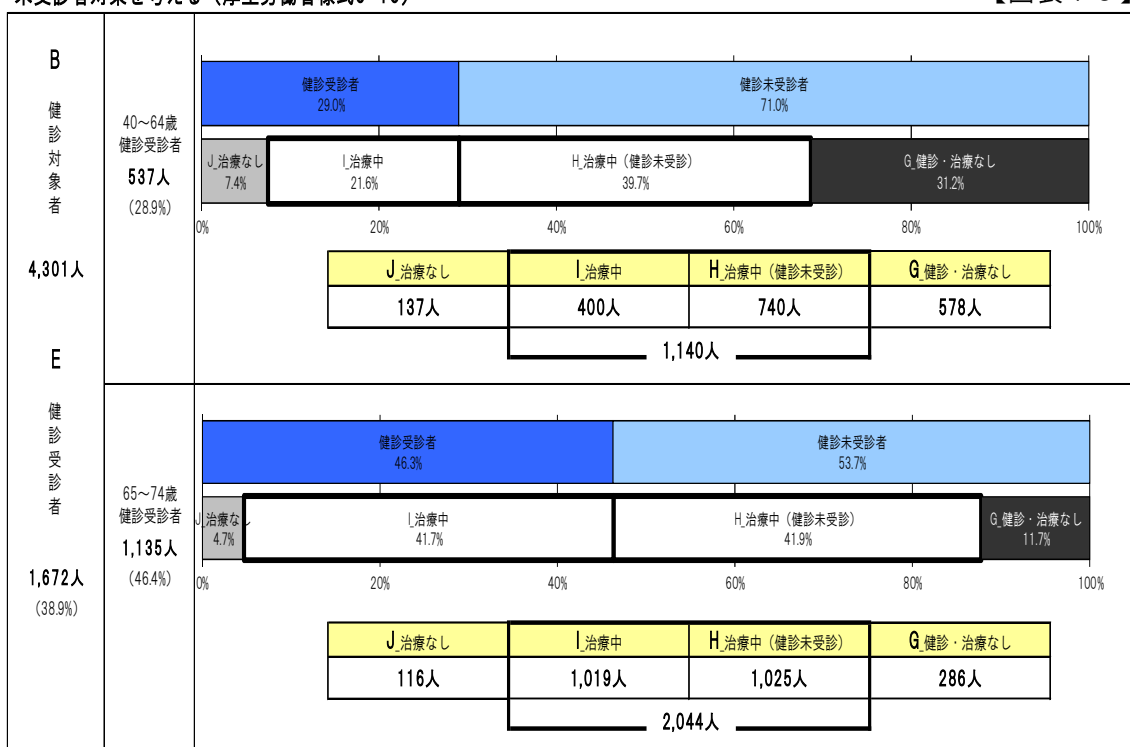 B
健診対象者
4,301人
E
健診受診者
1,672人
(38.9%)
40～64歳
健診受診者
537人
(28.9%)
健診受診者
29.0%
健診未受診者
71.0%
J_治療なし
7.4%
I_治療中
21.6%
H_治療中（健診未受診）
39.7%
G_健診・治療なし
31.2%
0% 20% 40% 60% 80% 100%
J_治療なし I_治療中 H_治療中（健診未受診） G_健診・治療なし
137人 400人 740人 578人
1,140人
65～74歳
健診受診者
1,135人
(46.4%)
健診受診者
46.3%
健診未受診者
53.7%
J_治療なし
4.7%
I_治療中
41.7%
H_治療中（健診未受診）
41.9%
G_健診・治療なし
11.7%
0% 20% 40% 60% 80% 100%
J_治療なし I_治療中 H_治療中（健診未受診） G_健診・治療なし
116人 1,019人 1,025人 286人
2,044人